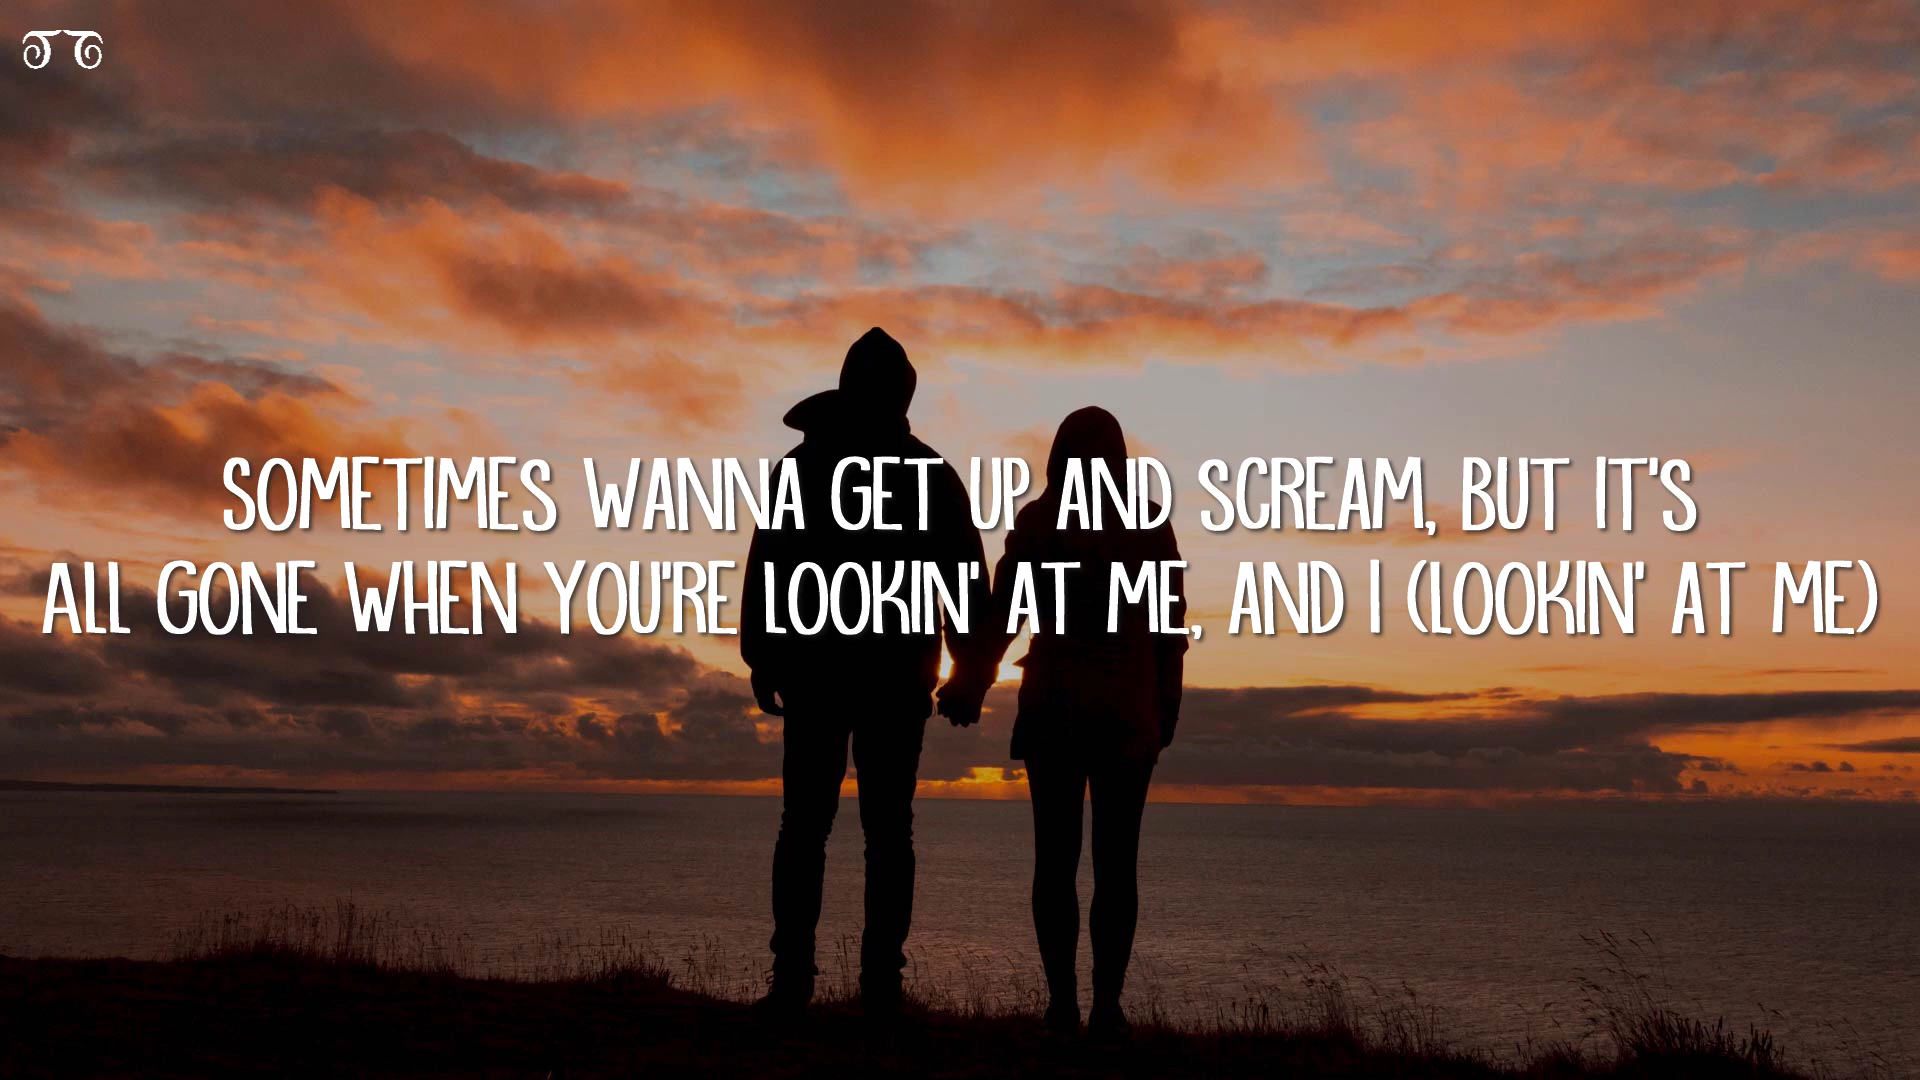 SOMETIMES WANNA GET UP AND SCREAM, BUT IT'S
ALL GONE WHEN YOU'RE LOOKIN' AT ME, AND I (LOOKIN' AT ME)